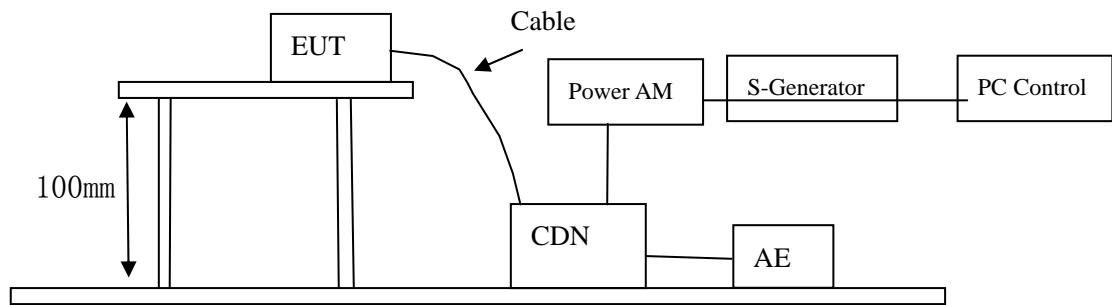 Cable
EUT
Power AM
S-Generator
PC Control
100mm
CDN
AE